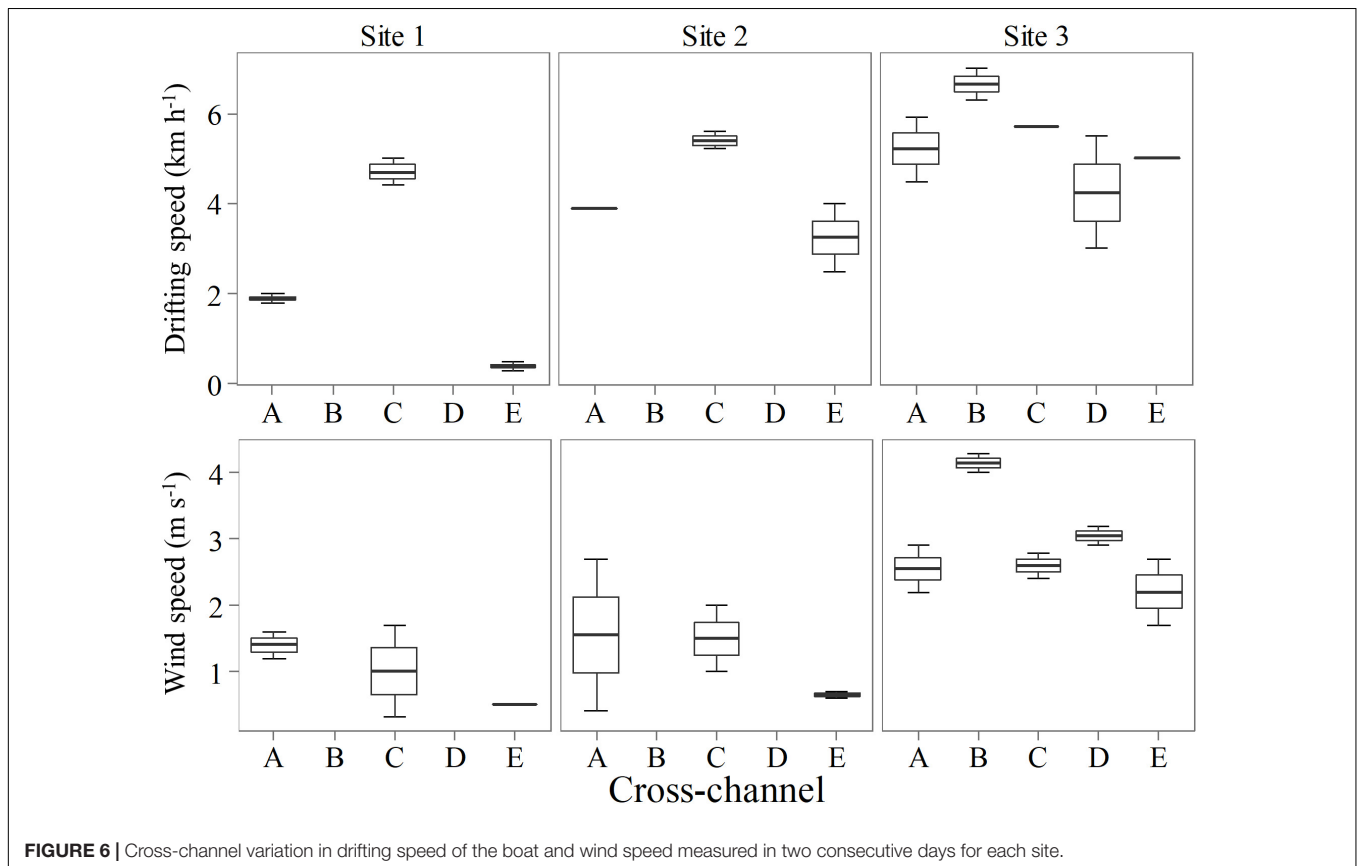 Site 1 Site 2 Site 3
Drifting speed (km h⁻¹)
6
4
2
0
A B C D E A B C D E A B C D E
Wind speed (m s⁻¹)
4
3
2
1
A B C D E A B C D E A B C D E
Cross-channel
FIGURE 6 | Cross-channel variation in drifting speed of the boat and wind speed measured in two consecutive days for each site.